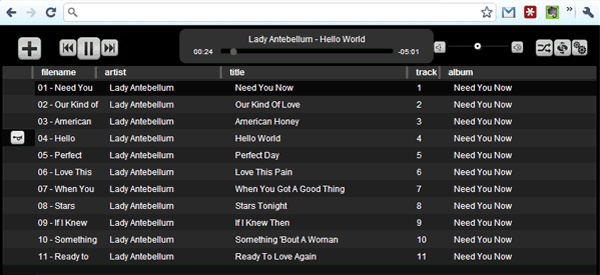 Lady Antebellum - Hello World
00:24 -05:01
filename artist title track album
01 - Need You Lady Antebellum Need You Now 1 Need You Now
02 - Our Kind of Lady Antebellum Our Kind Of Love 2 Need You Now
03 - American Lady Antebellum American Honey 3 Need You Now
04 - Hello Lady Antebellum Hello World 4 Need You Now
05 - Perfect Lady Antebellum Perfect Day 5 Need You Now
06 - Love This Lady Antebellum Love This Pain 6 Need You Now
07 - When You Lady Antebellum When You Got A Good Thing 7 Need You Now
08 - Stars Lady Antebellum Stars Tonight 8 Need You Now
09 - If I Knew Lady Antebellum If I Knew Then 9 Need You Now
10 - Something Lady Antebellum Something 'Bout A Woman 10 Need You Now
11 - Ready to Lady Antebellum Ready To Love Again 11 Need You Now